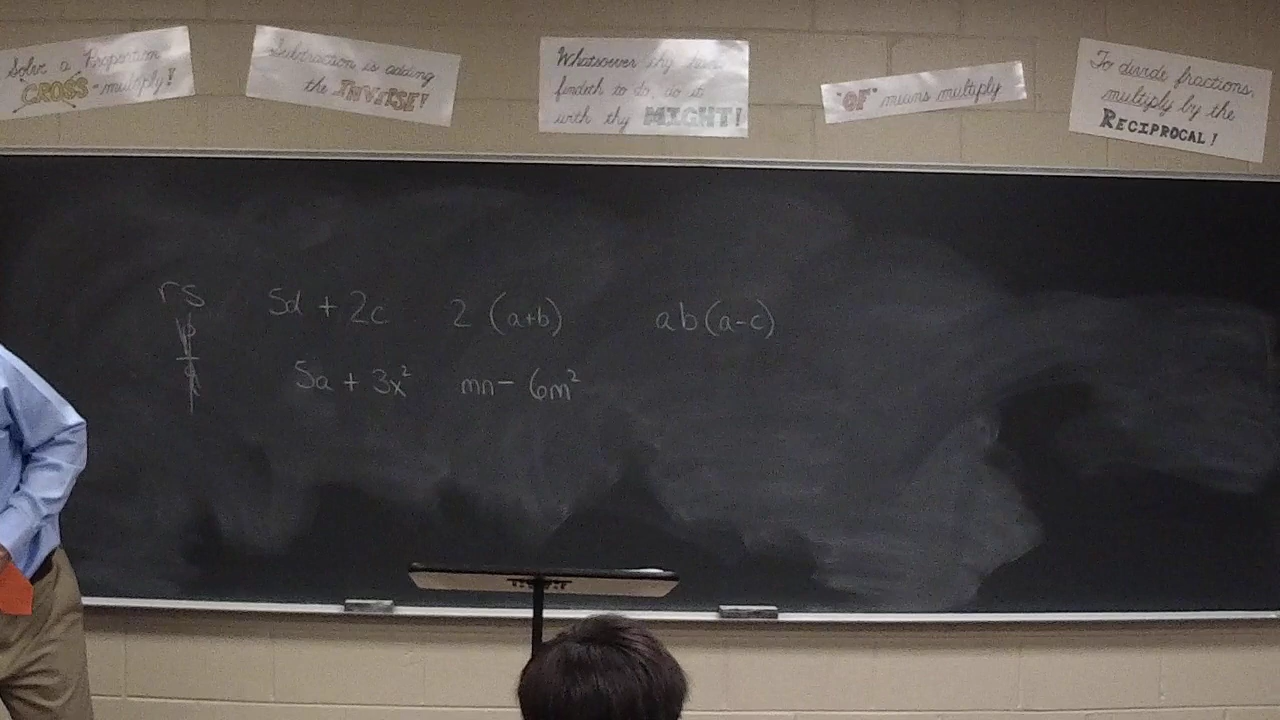 Solve a Proportion
CROSS-multiply!
Subtraction is adding
the INVERSE!
Whatsoever thy
findeth to do, do it
with thy MIGHT!
"OF" means multiply
To divide fractions,
multiply by the
RECIPROCAL!
rs 5d + 2c 2 (a+b) ab(a-c)
5a + 3x² mn - 6m²